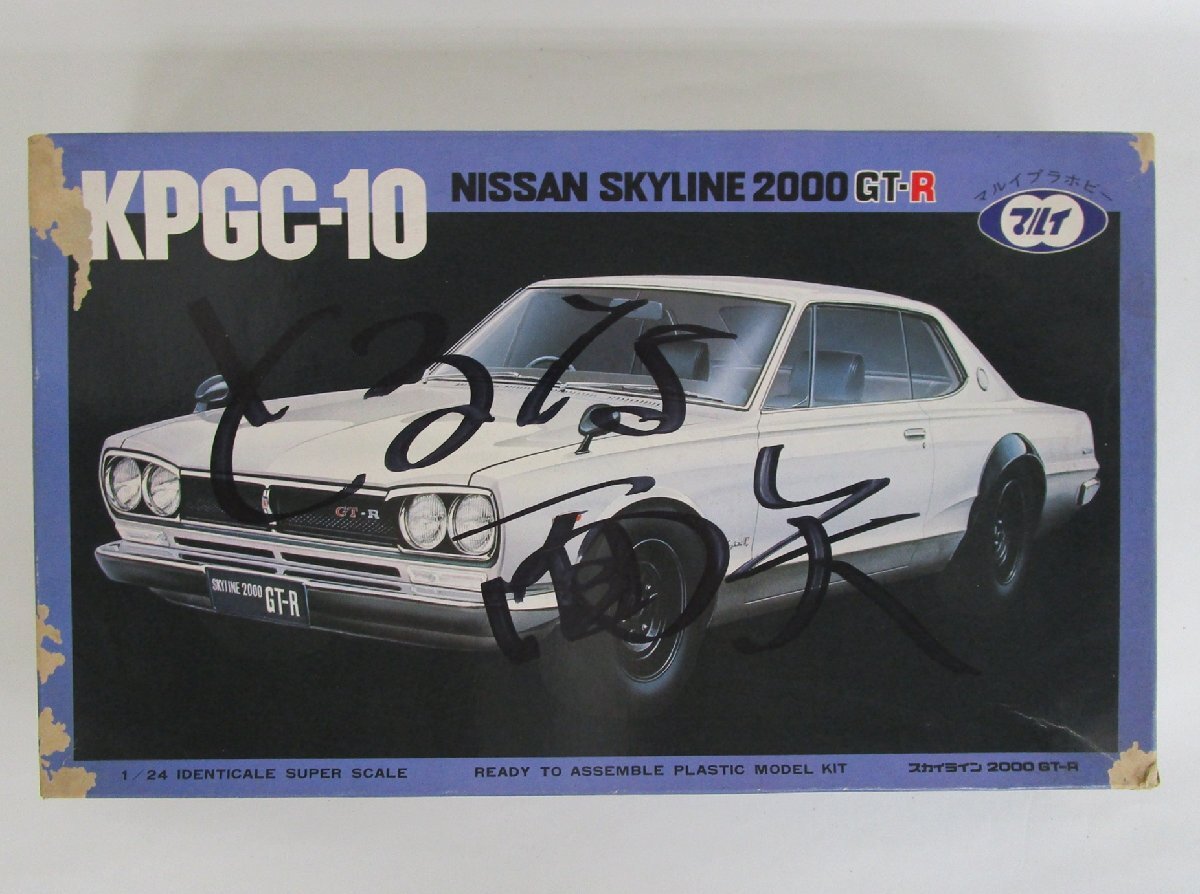 KPGC-10
NISSAN SKYLINE 2000 GT-R
マルイプラホビー
マルイ
GT-R
SKYLINE 2000
GT-R
1/24 IDENTICALE SUPER SCALE
READY TO ASSEMBLE PLASTIC MODEL KIT
スカイライン 2000 GT-R